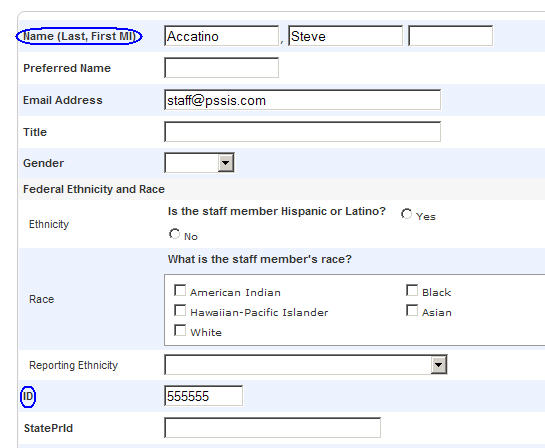 Name (Last, First MI) Accatino , Steve
Preferred Name
Email Address staff@pssis.com
Title
Gender
Federal Ethnicity and Race
Is the staff member Hispanic or Latino? Yes
Ethnicity
No
What is the staff member's race?
American Indian Black
Race
Hawaiian-Pacific Islander Asian
White
Reporting Ethnicity
ID 555555
StatePrId